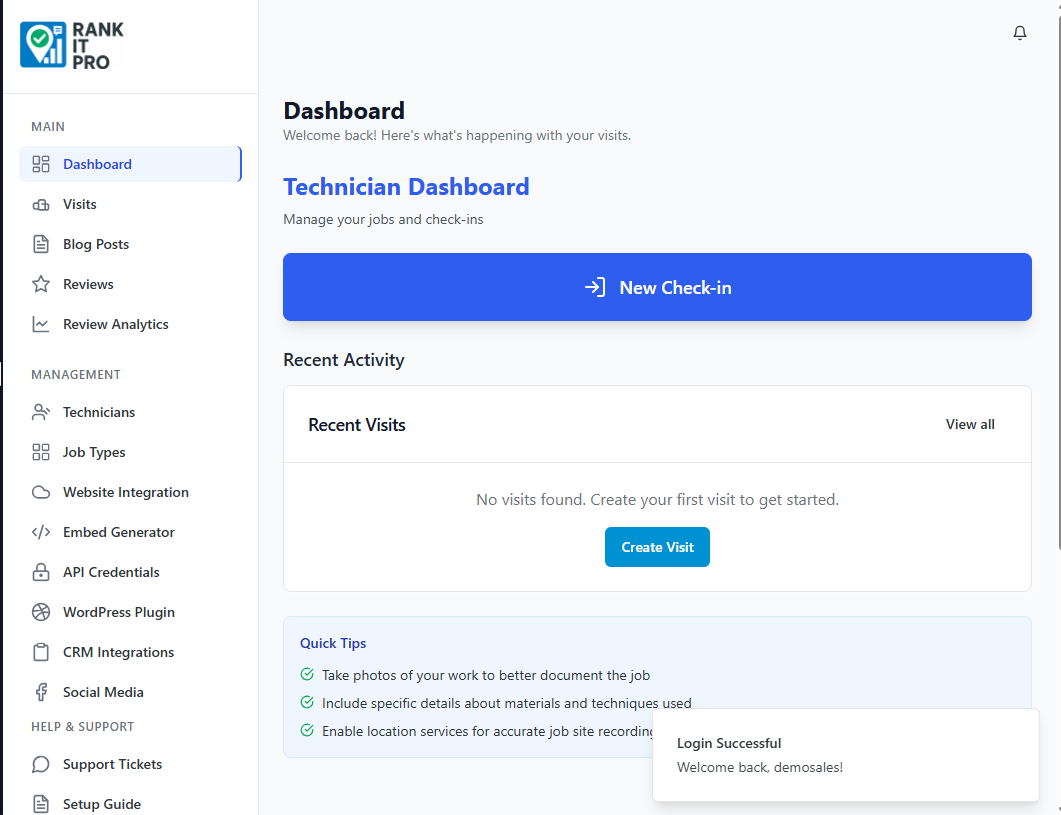 RANK
IT
PRO
MAIN
Dashboard
Visits
Blog Posts
Reviews
Review Analytics
MANAGEMENT
Technicians
Job Types
Website Integration
Embed Generator
API Credentials
WordPress Plugin
CRM Integrations
Social Media
HELP & SUPPORT
Support Tickets
Setup Guide
Dashboard
Welcome back! Here's what's happening with your visits.
Technician Dashboard
Manage your jobs and check-ins
New Check-in
Recent Activity
Recent Visits
View all
No visits found. Create your first visit to get started.
Create Visit
Quick Tips
Take photos of your work to better document the job
Include specific details about materials and techniques used
Enable location services for accurate job site recording
Login Successful
Welcome back, demosales!